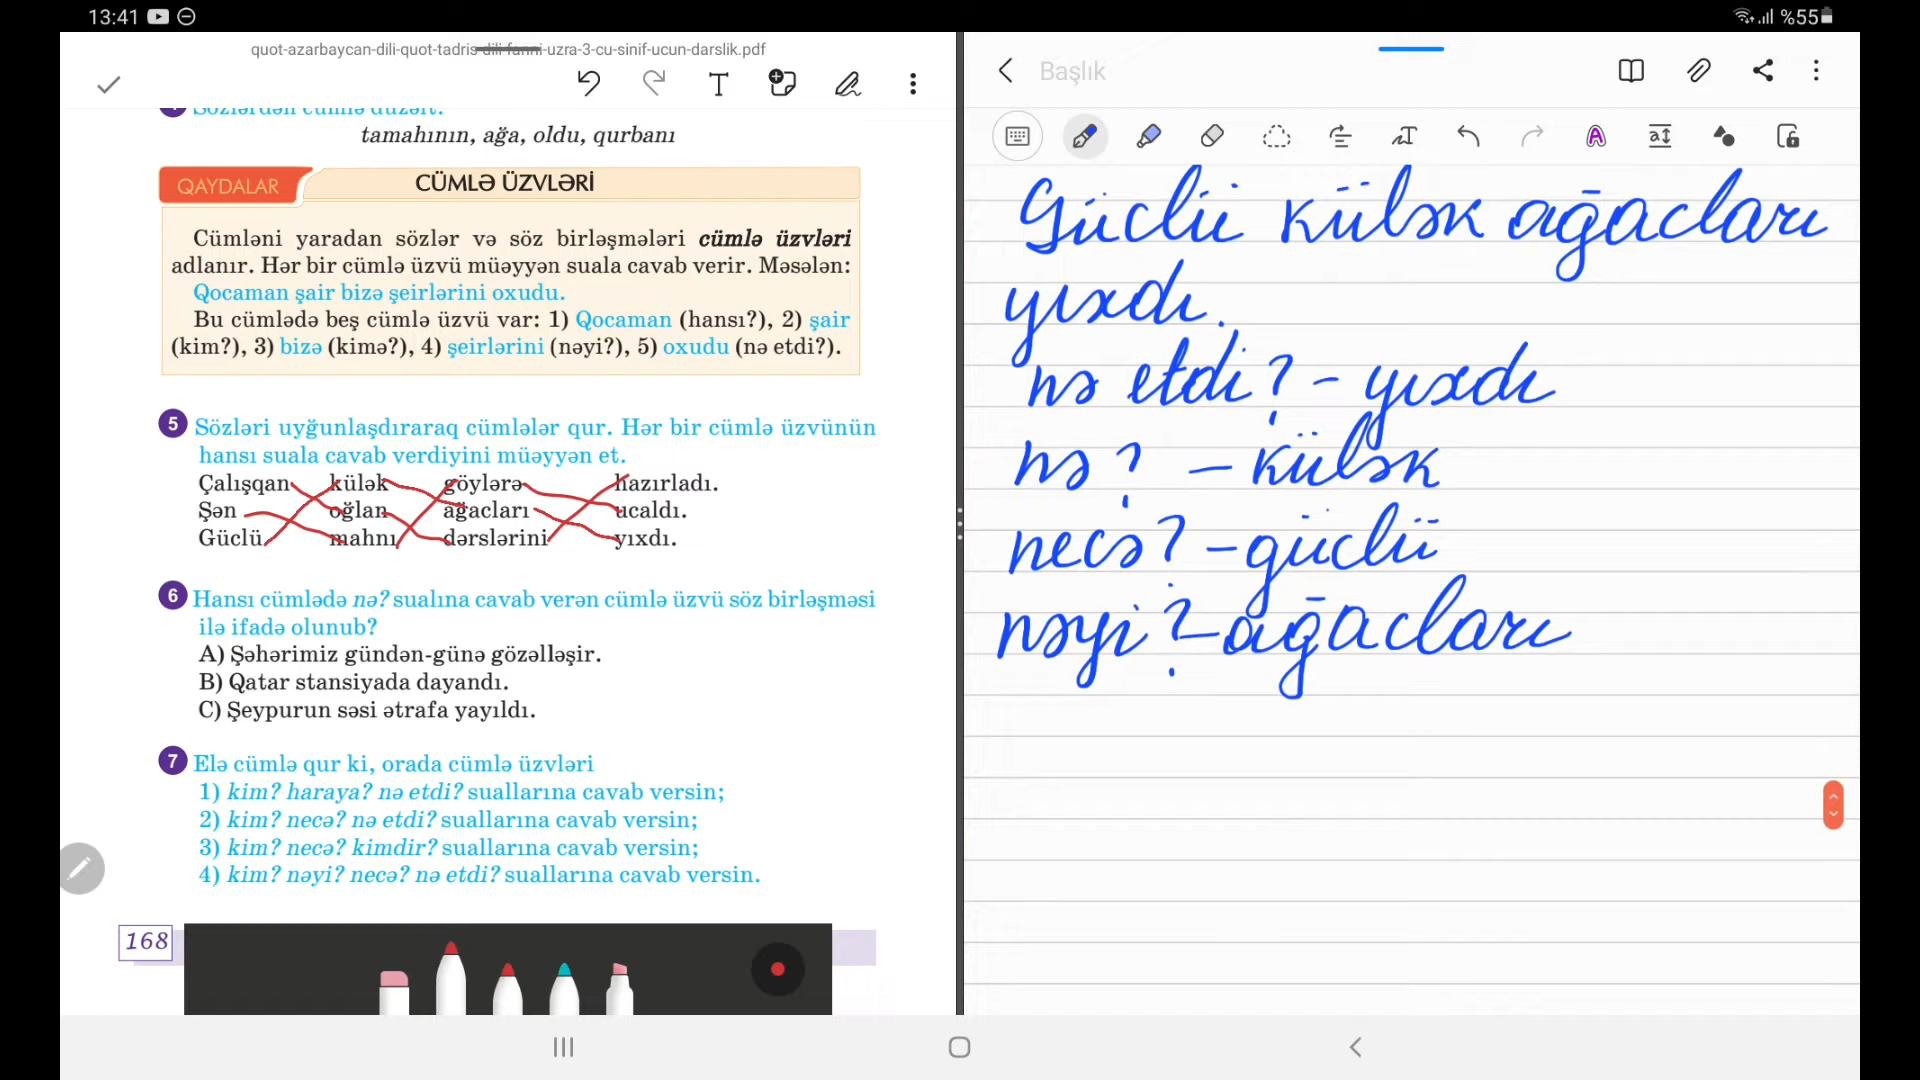 13:41
%55
quot-azarbaycan-dili-quot-tadris-dili-fanni-uzra-3-cu-sinif-ucun-darslik.pdf
Sözlərdən cümlə düzəlt.
tamahının, ağa, oldu, qurbanı
QAYDALAR
CÜMLƏ ÜZVLƏRİ
Cümləni yaradan sözlər və söz birləşmələri cümlə üzvləri
adlanır. Hər bir cümlə üzvü müəyyən suala cavab verir. Məsələn:
Qocaman şair bizə şeirlərini oxudu.
Bu cümlədə beş cümlə üzvü var: 1) Qocaman (hansı?), 2) şair
(kim?), 3) bizə (kimə?), 4) şeirlərini (nəyi?), 5) oxudu (nə etdi?).
5 Sözləri uyğunlaşdıraraq cümlələr qur. Hər bir cümlə üzvünün
hansı suala cavab verdiyini müəyyən et.
Çalışqan külək göylərə hazırladı.
Şən oğlan ağacları ucaldı.
Güclü mahnı dərslərini yıxdı.
6 Hansı cümlədə nə? sualına cavab verən cümlə üzvü söz birləşməsi
ilə ifadə olunub?
A) Şəhərimiz gündən-günə gözəlləşir.
B) Qatar stansiyada dayandı.
C) Şeypurun səsi ətrafa yayıldı.
7 Elə cümlə qur ki, orada cümlə üzvləri
1) kim? haraya? nə etdi? suallarına cavab versin;
2) kim? necə? nə etdi? suallarına cavab versin;
3) kim? necə? kimdir? suallarına cavab versin;
4) kim? nəyi? necə? nə etdi? suallarına cavab versin.
168
Başlık
Güclü külək ağacları
yıxdı.
nə etdi? – yıxdı
nə? – külək
necə? – güclü
nəyi? – ağacları